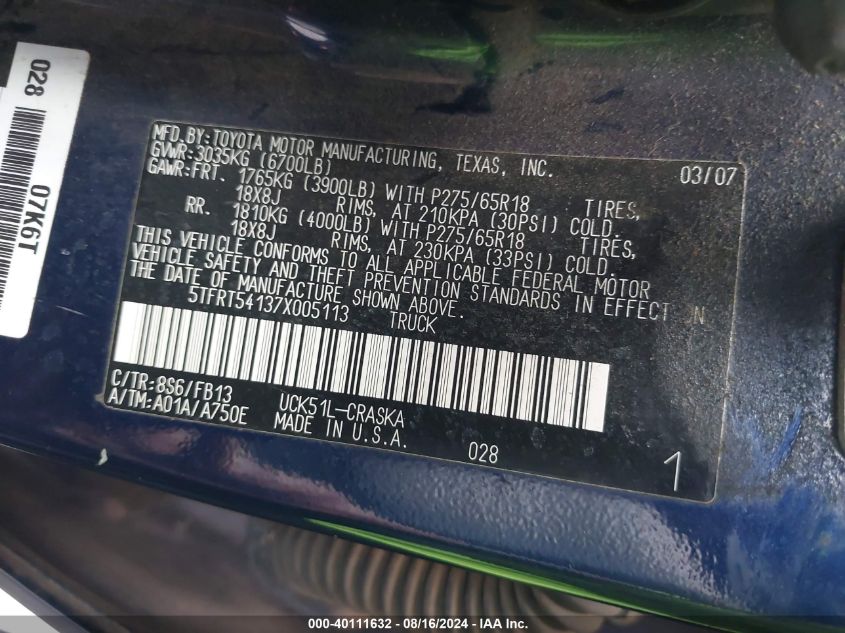 028
07K6T
MFD.BY:TOYOTA MOTOR MANUFACTURING, TEXAS, INC. 03/07
GVWR:3035KG (6700LB)
GAWR:FRT. 1765KG (3900LB) WITH P275/65R18 TIRES,
18X8J RIMS, AT 210KPA (30PSI) COLD.
RR. 1810KG (4000LB) WITH P275/65R18 TIRES,
18X8J RIMS, AT 230KPA (33PSI) COLD.
THIS VEHICLE CONFORMS TO ALL APPLICABLE FEDERAL MOTOR
VEHICLE SAFETY AND THEFT PREVENTION STANDARDS IN EFFECT ON
THE DATE OF MANUFACTURE SHOWN ABOVE.
5TFRT54137X005113 TRUCK
C/TR:8S6/FB13 UCK51L-CRASKA
A/TM:A01A/A750E MADE IN U.S.A.
028
1
000-40111632 - 08/16/2024 - IAAI.com.